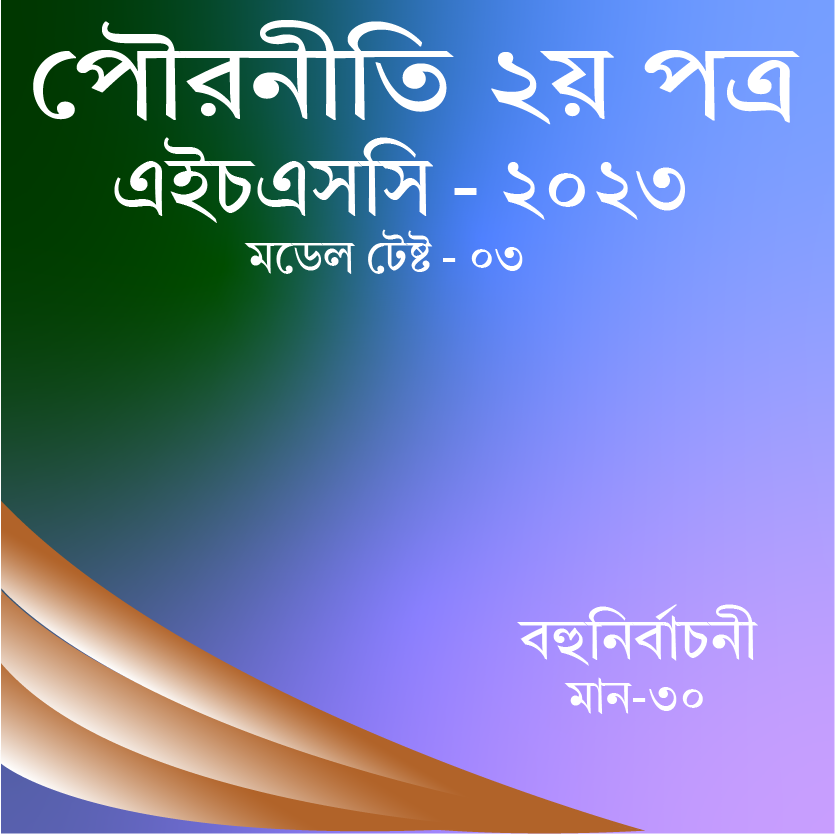 পৌরনীতি ২য় পত্র
এইচএসসি - ২০২৩
মডেল টেষ্ট - ০৩
বহুনির্বাচনী
মান-৩০